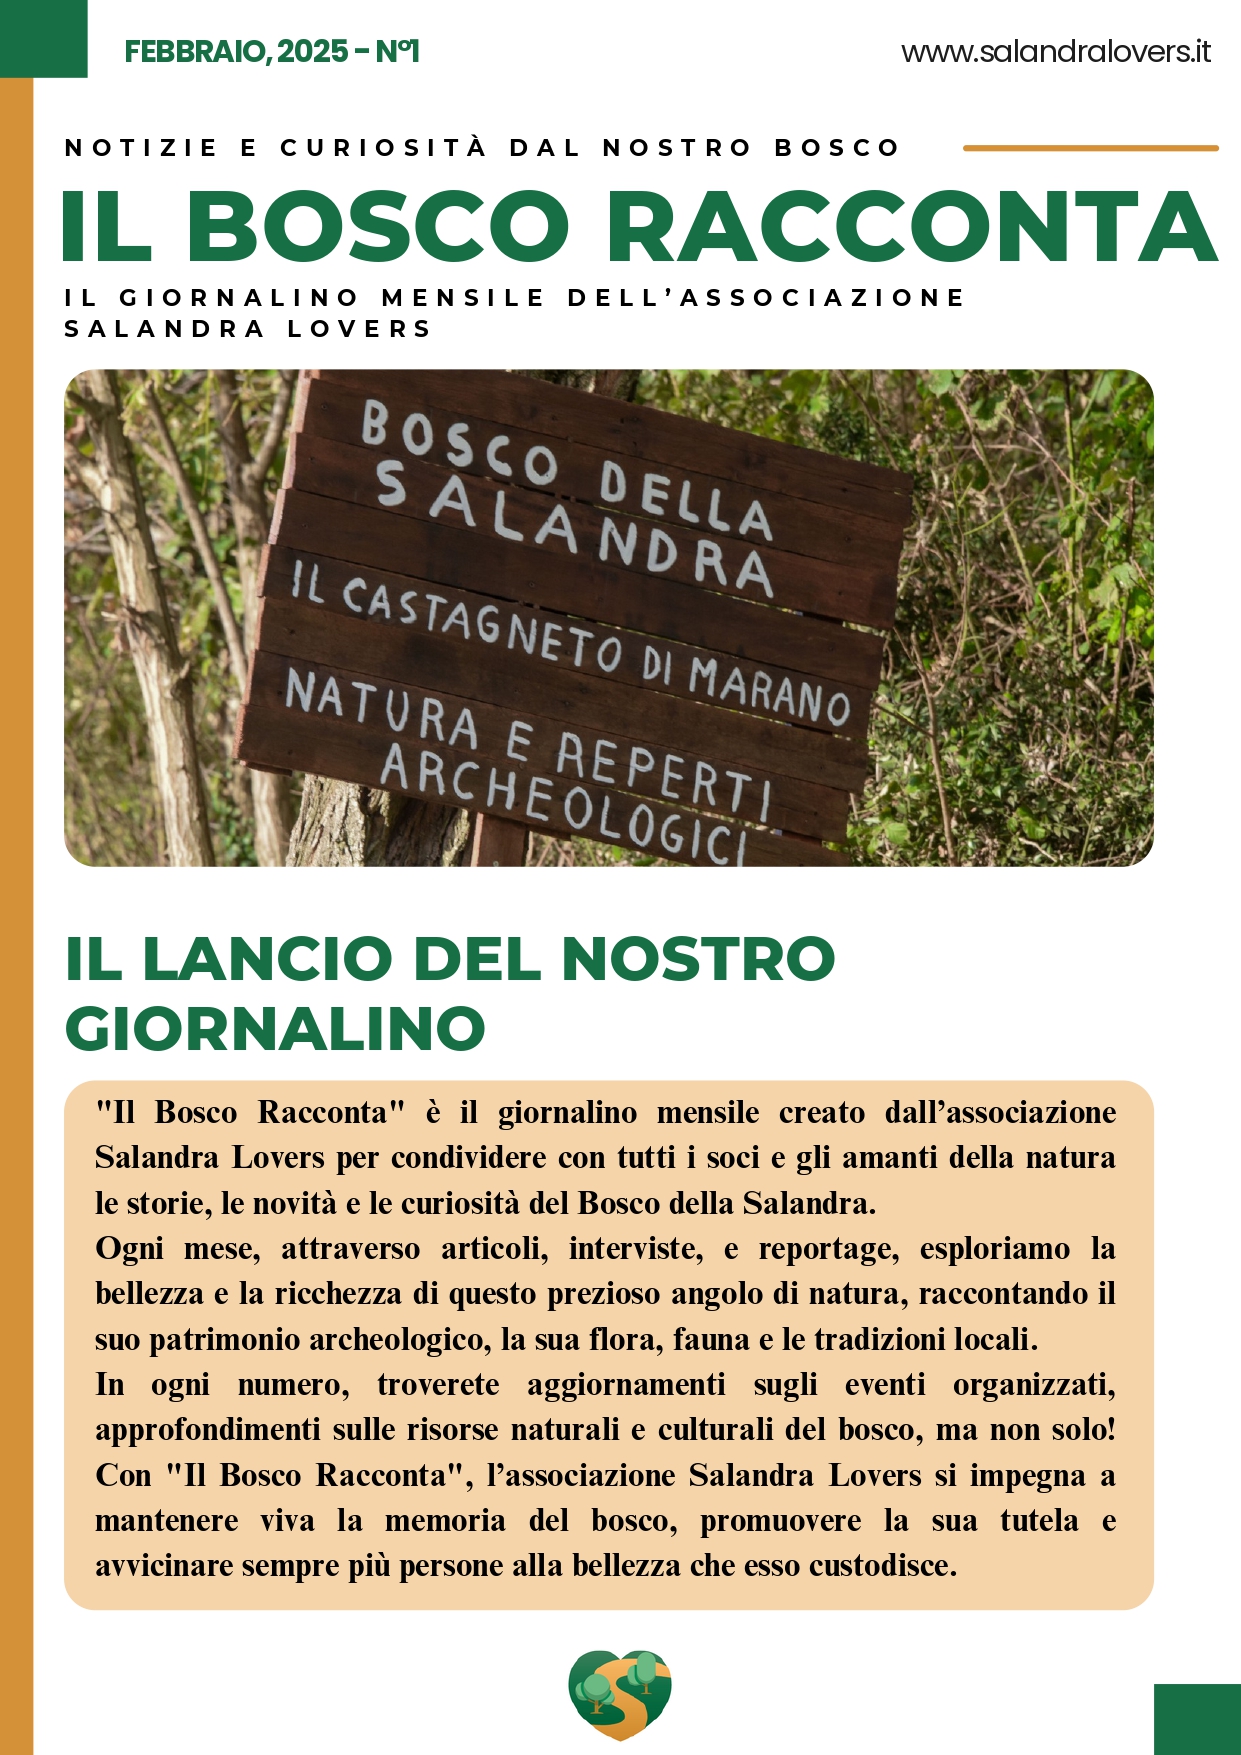 FEBBRAIO, 2025 – N°1
www.salandralovers.it
NOTIZIE E CURIOSITÀ DAL NOSTRO BOSCO
IL BOSCO RACCONTA
IL GIORNALINO MENSILE DELL’ASSOCIAZIONE
SALANDRA LOVERS
BOSCO DELLA
SALANDRA
IL CASTAGNETO DI MARANO
NATURA E REPERTI
ARCHEOLOGICI
IL LANCIO DEL NOSTRO
GIORNALINO
"Il Bosco Racconta" è il giornalino mensile creato dall’associazione
Salandra Lovers per condividere con tutti i soci e gli amanti della natura
le storie, le novità e le curiosità del Bosco della Salandra.
Ogni mese, attraverso articoli, interviste, e reportage, esploriamo la
bellezza e la ricchezza di questo prezioso angolo di natura, raccontando il
suo patrimonio archeologico, la sua flora, fauna e le tradizioni locali.
In ogni numero, troverete aggiornamenti sugli eventi organizzati,
approfondimenti sulle risorse naturali e culturali del bosco, ma non solo!
Con "Il Bosco Racconta", l’associazione Salandra Lovers si impegna a
mantenere viva la memoria del bosco, promuovere la sua tutela e
avvicinare sempre più persone alla bellezza che esso custodisce.